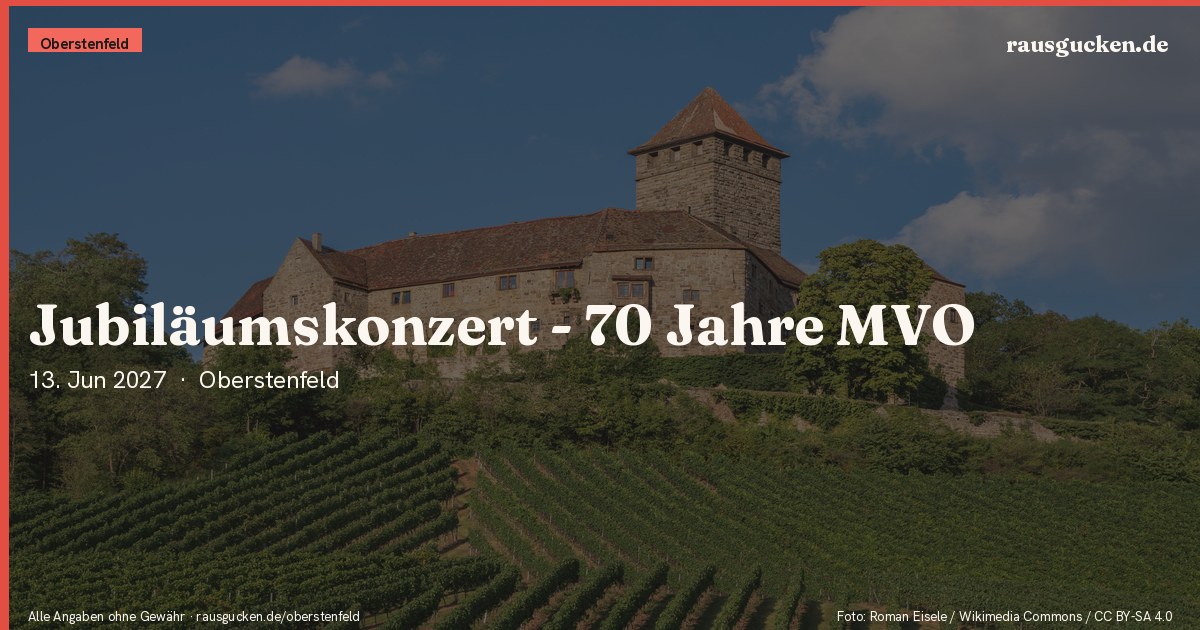 Oberstenfeld
rausgucken.de
Jubiläumskonzert - 70 Jahre MVO
13. Jun 2027 · Oberstenfeld
Alle Angaben ohne Gewähr · rausgucken.de/oberstenfeld
Foto: Roman Eisele / Wikimedia Commons / CC BY-SA 4.0